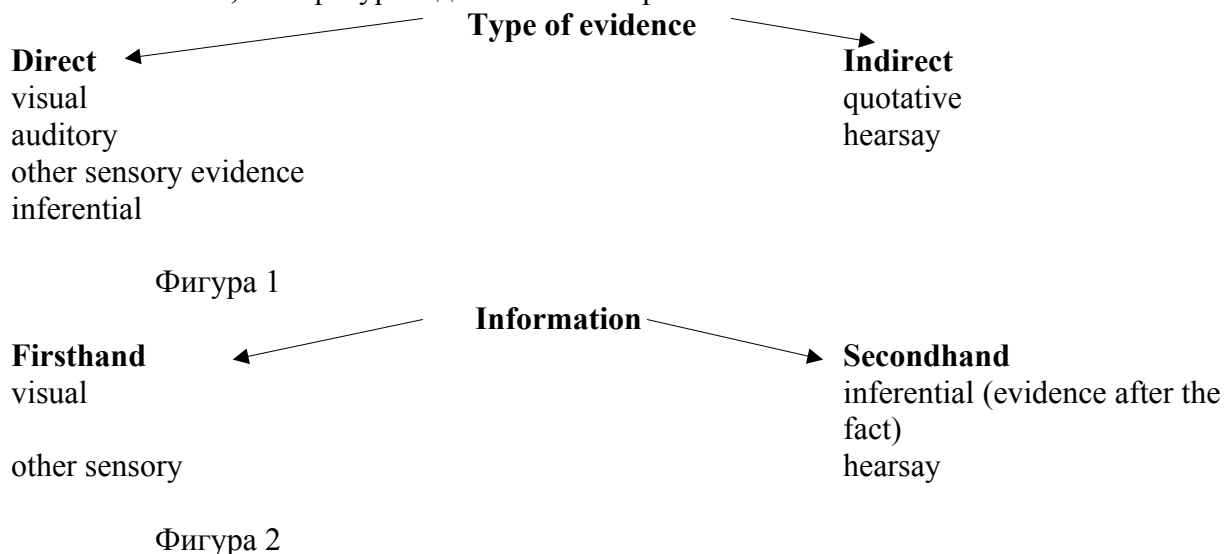 Type of evidence
Direct Indirect
visual quotative
auditory hearsay
other sensory evidence
inferential
Фигура 1
Information
Firsthand Secondhand
visual inferential (evidence after the
fact)
other sensory hearsay
Фигура 2